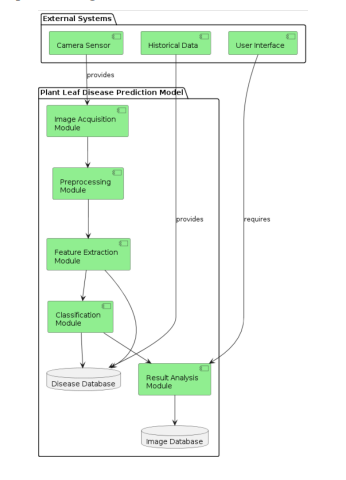 External Systems
Camera Sensor
Historical Data
User Interface
provides
Plant Leaf Disease Prediction Model
Image Acquisition
Module
Preprocessing
Module
provides
requires
Feature Extraction
Module
Classification
Module
Result Analysis
Module
Disease Database
Image Database